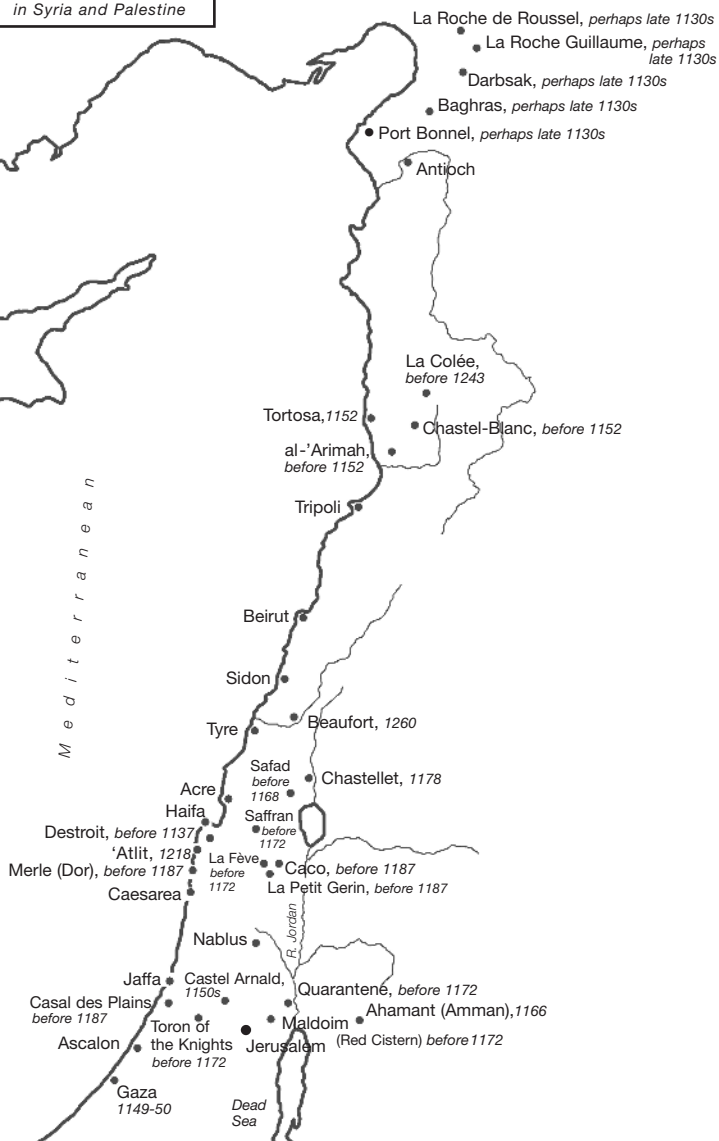 in Syria and Palestine
La Roche de Roussel, perhaps late 1130s
La Roche Guillaume, perhaps
late 1130s
Darbsak, perhaps late 1130s
Baghras, perhaps late 1130s
Port Bonnel, perhaps late 1130s
Antioch
La Colée,
before 1243
Tortosa,1152
Chastel-Blanc, before 1152
al-'Arimah,
before 1152
Tripoli
Mediterranean
Beirut
Sidon
Beaufort, 1260
Tyre
Safad
before
1168
Chastellet, 1178
Acre
Haifa
Saffran
before
1172
Destroit, before 1137
'Atlit, 1218
La Fève
before
1172
Merle (Dor), before 1187
Caco, before 1187
La Petit Gerin, before 1187
Caesarea
R. Jordan
Nablus
Jaffa
Castel Arnald,
1150s
Quarantene, before 1172
Casal des Plains
before 1187
Ahamant (Amman),1166
Toron of
the Knights
before 1172
Maldoim
(Red Cistern) before1172
Jerusalem
Ascalon
Gaza
1149-50
Dead
Sea